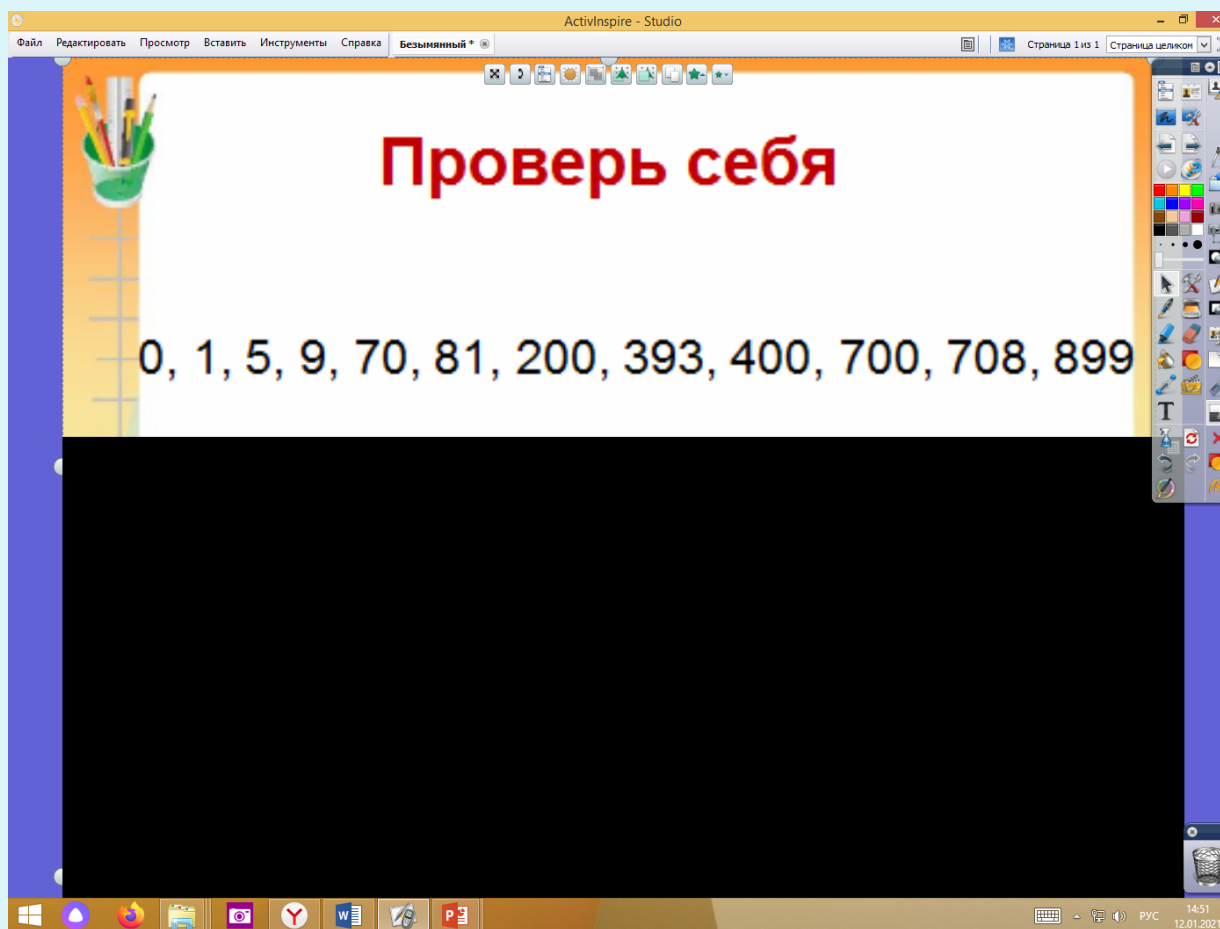 ActivInspire - Studio
Файл Редактировать Просмотр Вставить Инструменты Справка Безымянный * Страница 1 из 1 Страница целиком
Проверь себя
0, 1, 5, 9, 70, 81, 200, 393, 400, 700, 708, 899
T
РУС 14:51
12.01.2021